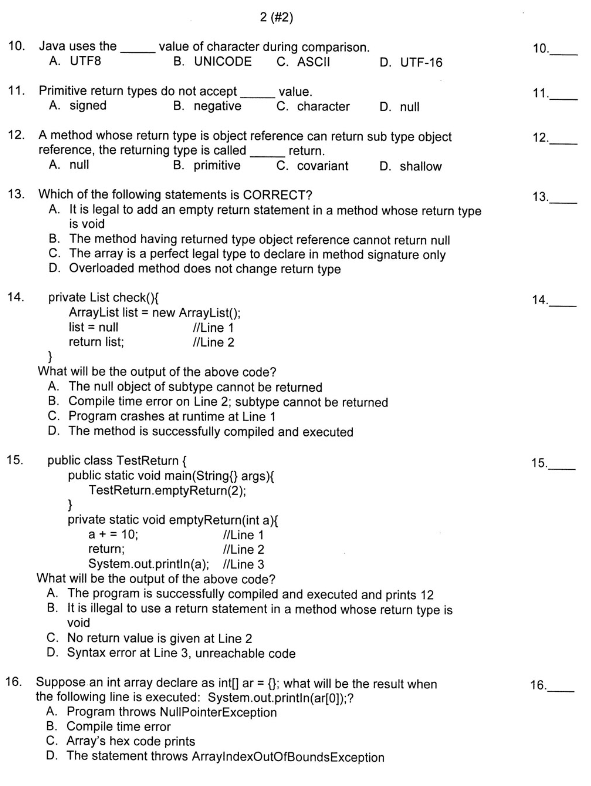 2 (#2)
10. Java uses the _____ value of character during comparison. 10.____
A. UTF8 B. UNICODE C. ASCII D. UTF-16
11. Primitive return types do not accept _____ value. 11.____
A. signed B. negative C. character D. null
12. A method whose return type is object reference can return sub type object 12.____
reference, the returning type is called _____ return.
A. null B. primitive C. covariant D. shallow
13. Which of the following statements is CORRECT? 13.____
A. It is legal to add an empty return statement in a method whose return type
is void
B. The method having returned type object reference cannot return null
C. The array is a perfect legal type to declare in method signature only
D. Overloaded method does not change return type
14. private List check(){ 14.____
ArrayList list = new ArrayList();
list = null //Line 1
return list; //Line 2
}
What will be the output of the above code?
A. The null object of subtype cannot be returned
B. Compile time error on Line 2; subtype cannot be returned
C. Program crashes at runtime at Line 1
D. The method is successfully compiled and executed
15. public class TestReturn { 15.____
public static void main(String{} args){
TestReturn.emptyReturn(2);
}
private static void emptyReturn(int a){
a + = 10; //Line 1
return; //Line 2
System.out.println(a); //Line 3
What will be the output of the above code?
A. The program is successfully compiled and executed and prints 12
B. It is illegal to use a return statement in a method whose return type is
void
C. No return value is given at Line 2
D. Syntax error at Line 3, unreachable code
16. Suppose an int array declare as int[] ar = {}; what will be the result when 16.____
the following line is executed: System.out.println(ar[0]);?
A. Program throws NullPointerException
B. Compile time error
C. Array's hex code prints
D. The statement throws ArrayIndexOutOfBoundsException